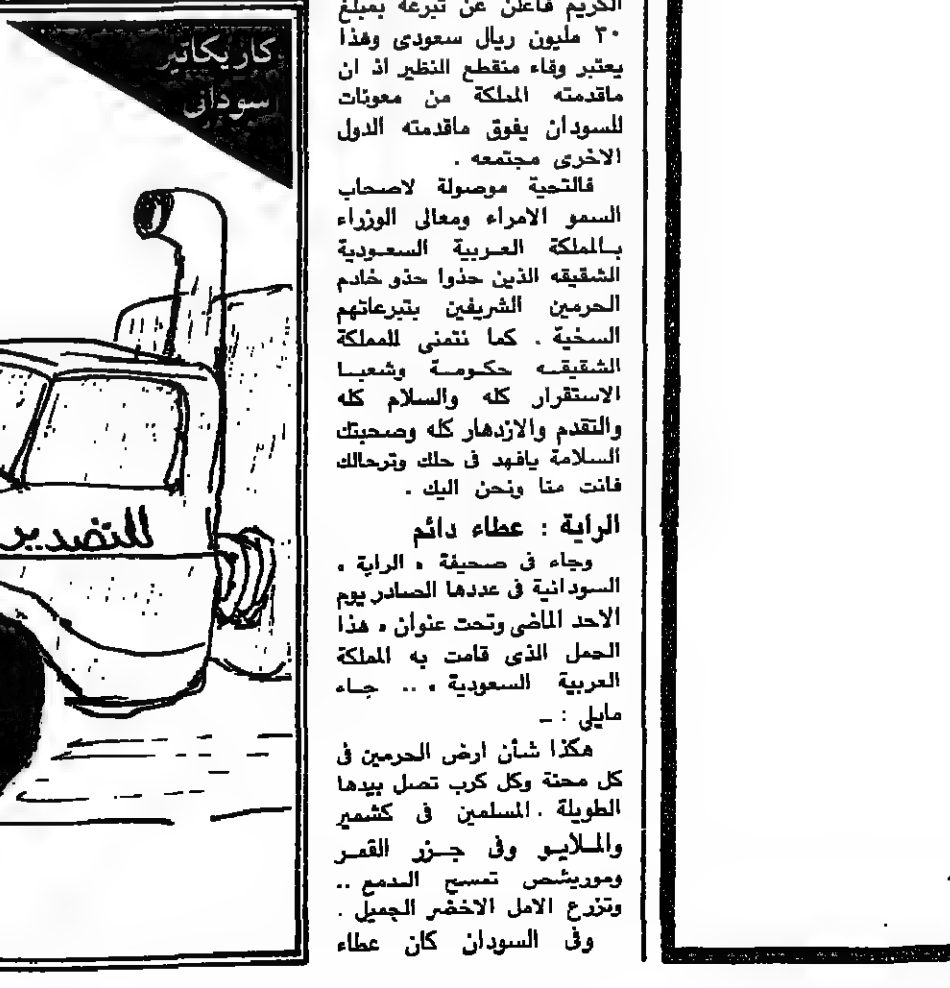 الكريم فاعلن عن تبرعه بمبلغ
٣٠ مليون ريال سعودى وهذا
يعتبر وفاء منقطع النظير اذ ان
ماقدمته المملكة من معونات
للسودان يفوق ماقدمته الدول
الاخرى مجتمعه .
فالتحية موصولة لاصحاب
السمو الامراء ومعالى الوزراء
بالمملكة العربية السعودية
الشقيقه الذين حذوا حذو خادم
الحرمين الشريفين بتبرعاتهم
السخية . كما نتمنى للمملكة
الشقيقه حكومة وشعبا
الاستقرار كله والسلام كله
والتقدم والازدهار كله وصحبتك
السلامة يافهد فى حلك وترحالك
فانت منا ونحن اليك .
الراية : عطاء دائم
وجاء فى صحيفة « الراية »
السودانية فى عددها الصادر يوم
الاحد الماضى وتحت عنوان « هذا
الحمل الذى قامت به المملكة
العربية السعودية » .. جاء
مايلى : ـ
هكذا شأن ارض الحرمين فى
كل محنة وكل كرب تصل بيدها
الطويلة . المسلمين فى كشمير
والملايو وفى جزر القمر
وموريشص تمسح الدمع ..
وتزرع الامل الاخضر الجميل .
وفى السودان كان عطاء
كاريكاتير
سودانى
للتصدير